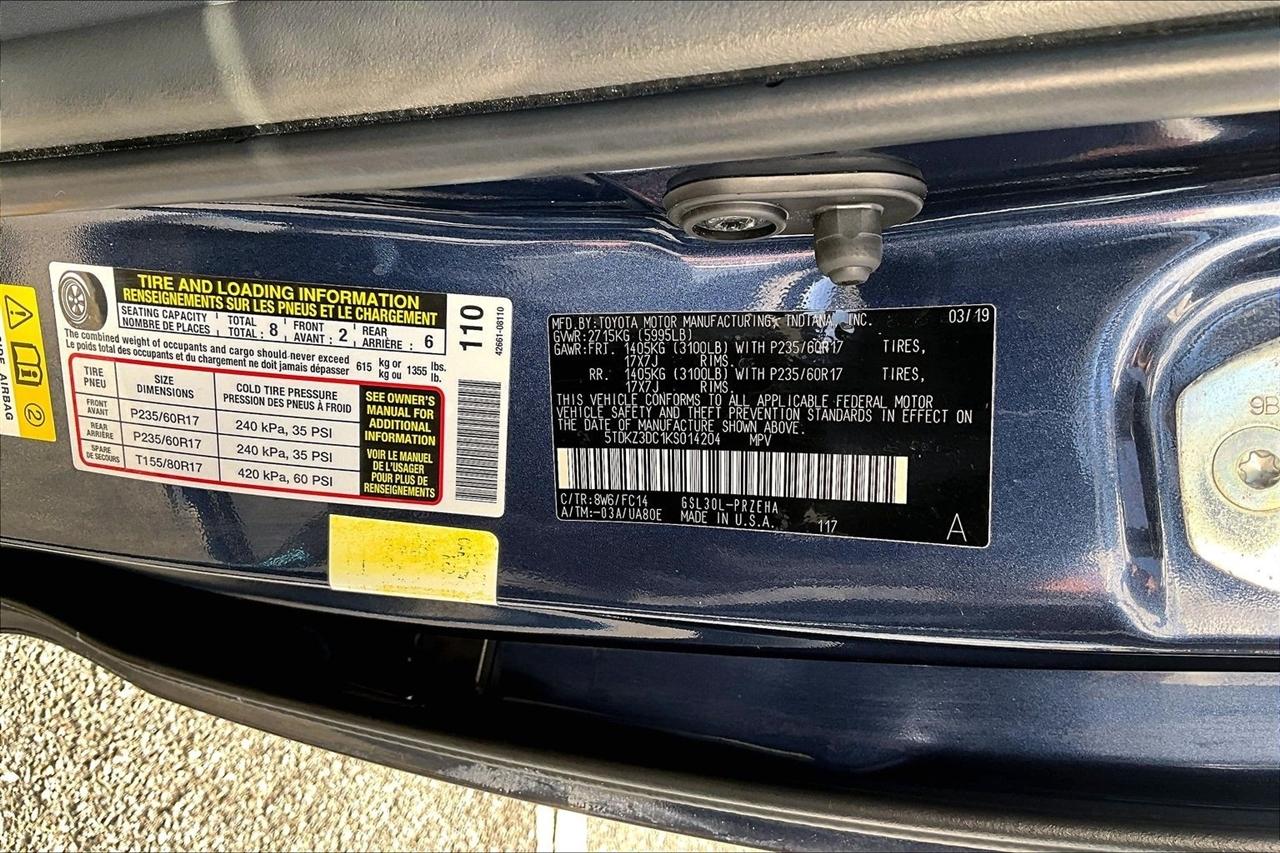 AIRBAG
2
TIRE AND LOADING INFORMATION
RENSEIGNEMENTS SUR LES PNEUS ET LE CHARGEMENT
SEATING CAPACITY
NOMBRE DE PLACES
TOTAL
TOTAL : 8
FRONT
AVANT : 2
REAR
ARRIÈRE : 6
The combined weight of occupants and cargo should never exceed
Le poids total des occupants et du chargement ne doit jamais dépasser
615 kg or kg ou 1355 lbs. lb.
TIRE
PNEU
SIZE
DIMENSIONS
COLD TIRE PRESSURE
PRESSION DES PNEUS À FROID
FRONT
AVANT
P235/60R17
240 kPa, 35 PSI
REAR
ARRIÈRE
P235/60R17
240 kPa, 35 PSI
SPARE
DE SECOURS
T155/80R17
420 kPa, 60 PSI
SEE OWNER'S
MANUAL FOR
ADDITIONAL
INFORMATION
VOIR LE MANUEL
DE L'USAGER
POUR PLUS DE
RENSEIGNEMENTS
110
42661-08110
MFD.BY:TOYOTA MOTOR MANUFACTURING, INDIANA, INC. 03/19
GVWR:2715KG (5995LB)
GAWR:FRT. 1405KG (3100LB) WITH P235/60R17 TIRES,
17X7J RIMS
RR. 1405KG (3100LB) WITH P235/60R17 TIRES,
17X7J RIMS.
THIS VEHICLE CONFORMS TO ALL APPLICABLE FEDERAL MOTOR
VEHICLE SAFETY AND THEFT PREVENTION STANDARDS IN EFFECT ON
THE DATE OF MANUFACTURE SHOWN ABOVE.
5TDKZ3DC1KS014204 MPV
C/TR:8W6/FC14 GSL30L-PRZEHA
A/TM:-03A/UA80E MADE IN U.S.A. 117
A
9B